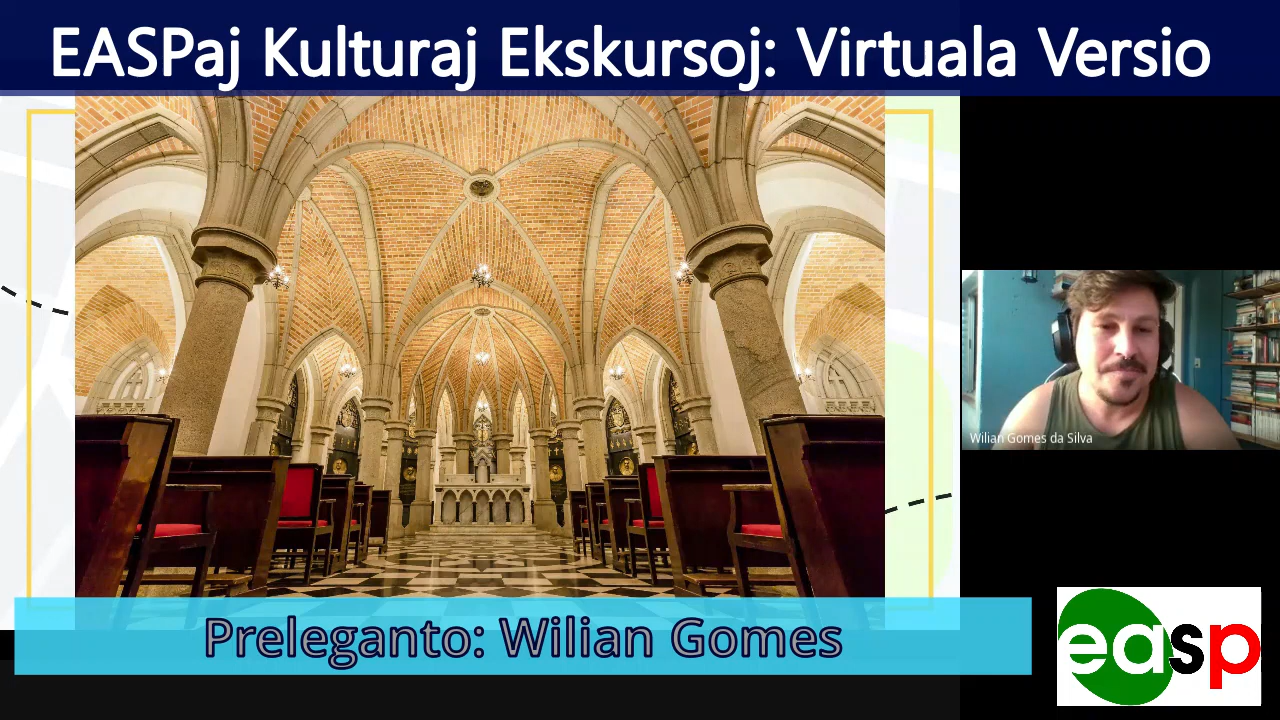 EASPaj Kulturaj Ekskursoj: Virtuala Versio
Wilian Gomes da Silva
Preleganto: Wilian Gomes
easp